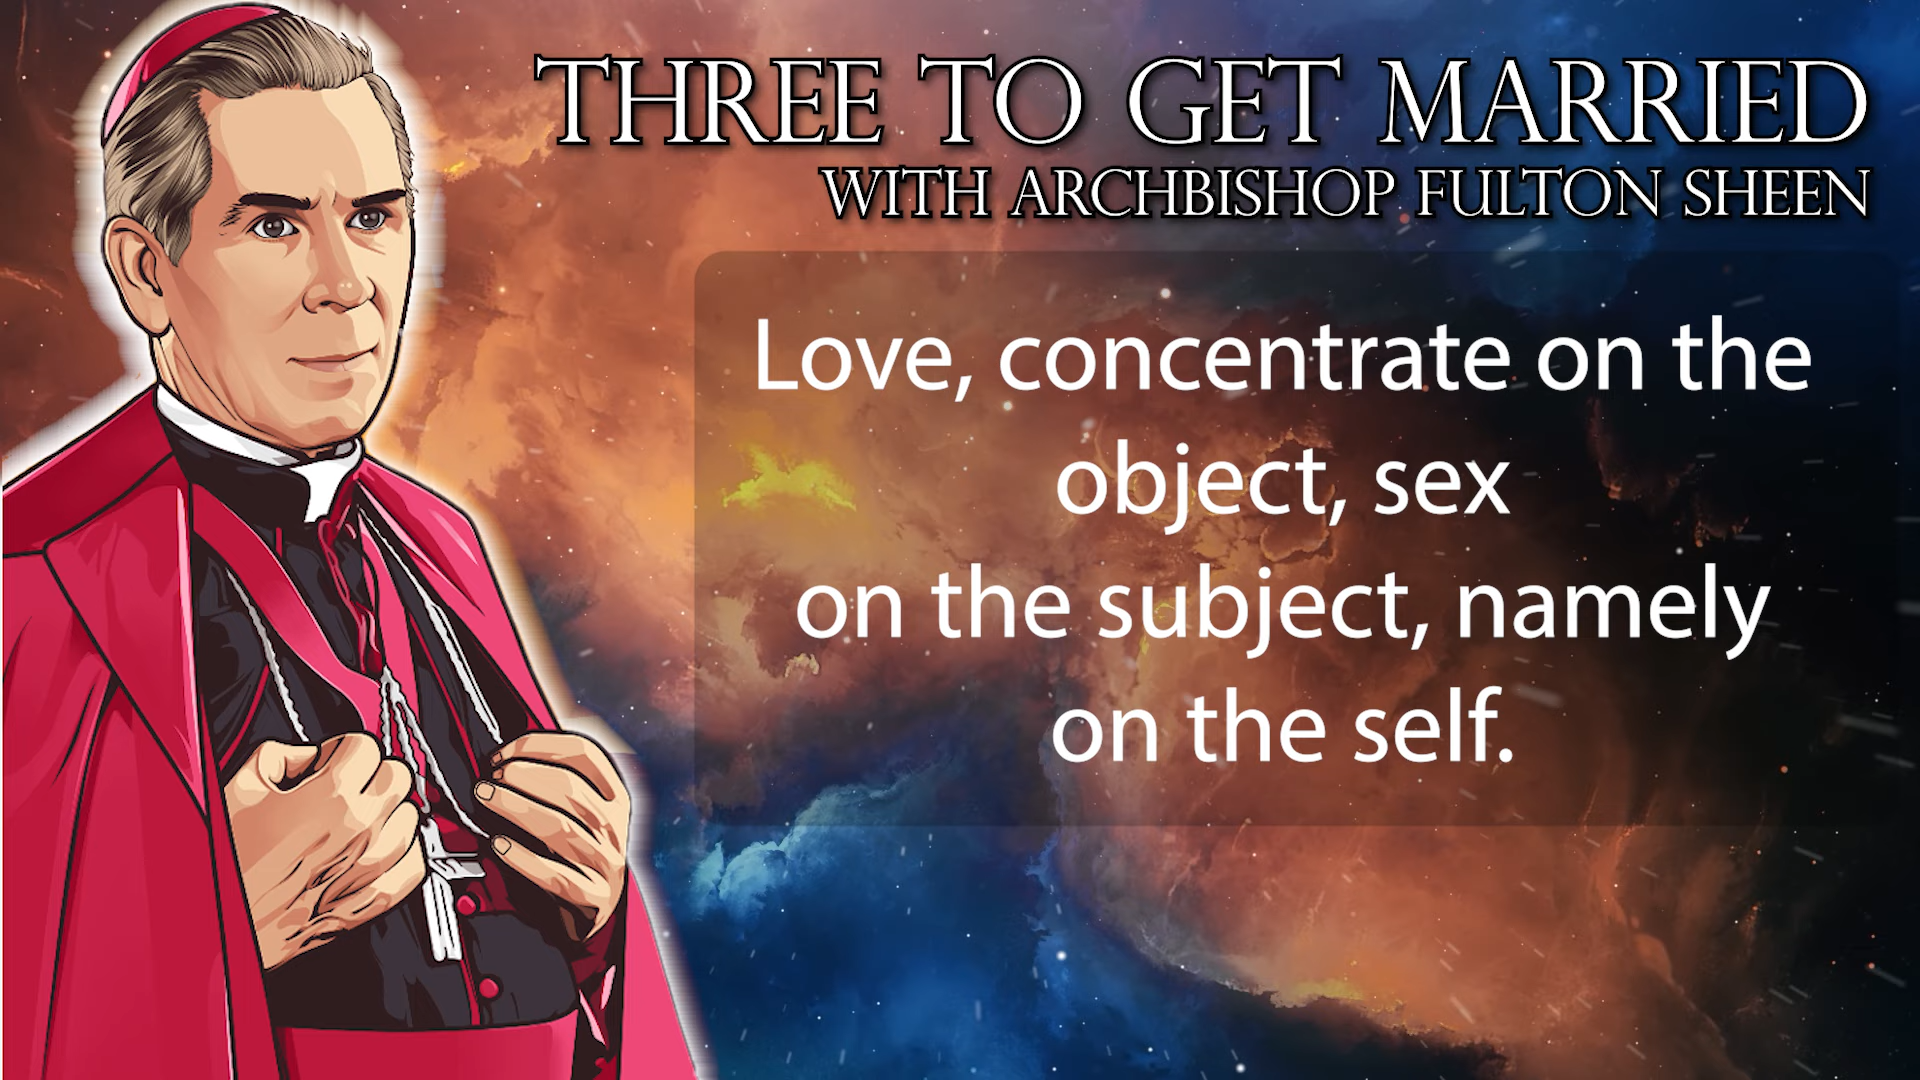 THREE TO GET MARRIED
WITH ARCHBISHOP FULTON SHEEN
Love, concentrate on the
object, sex
on the subject, namely
on the self.